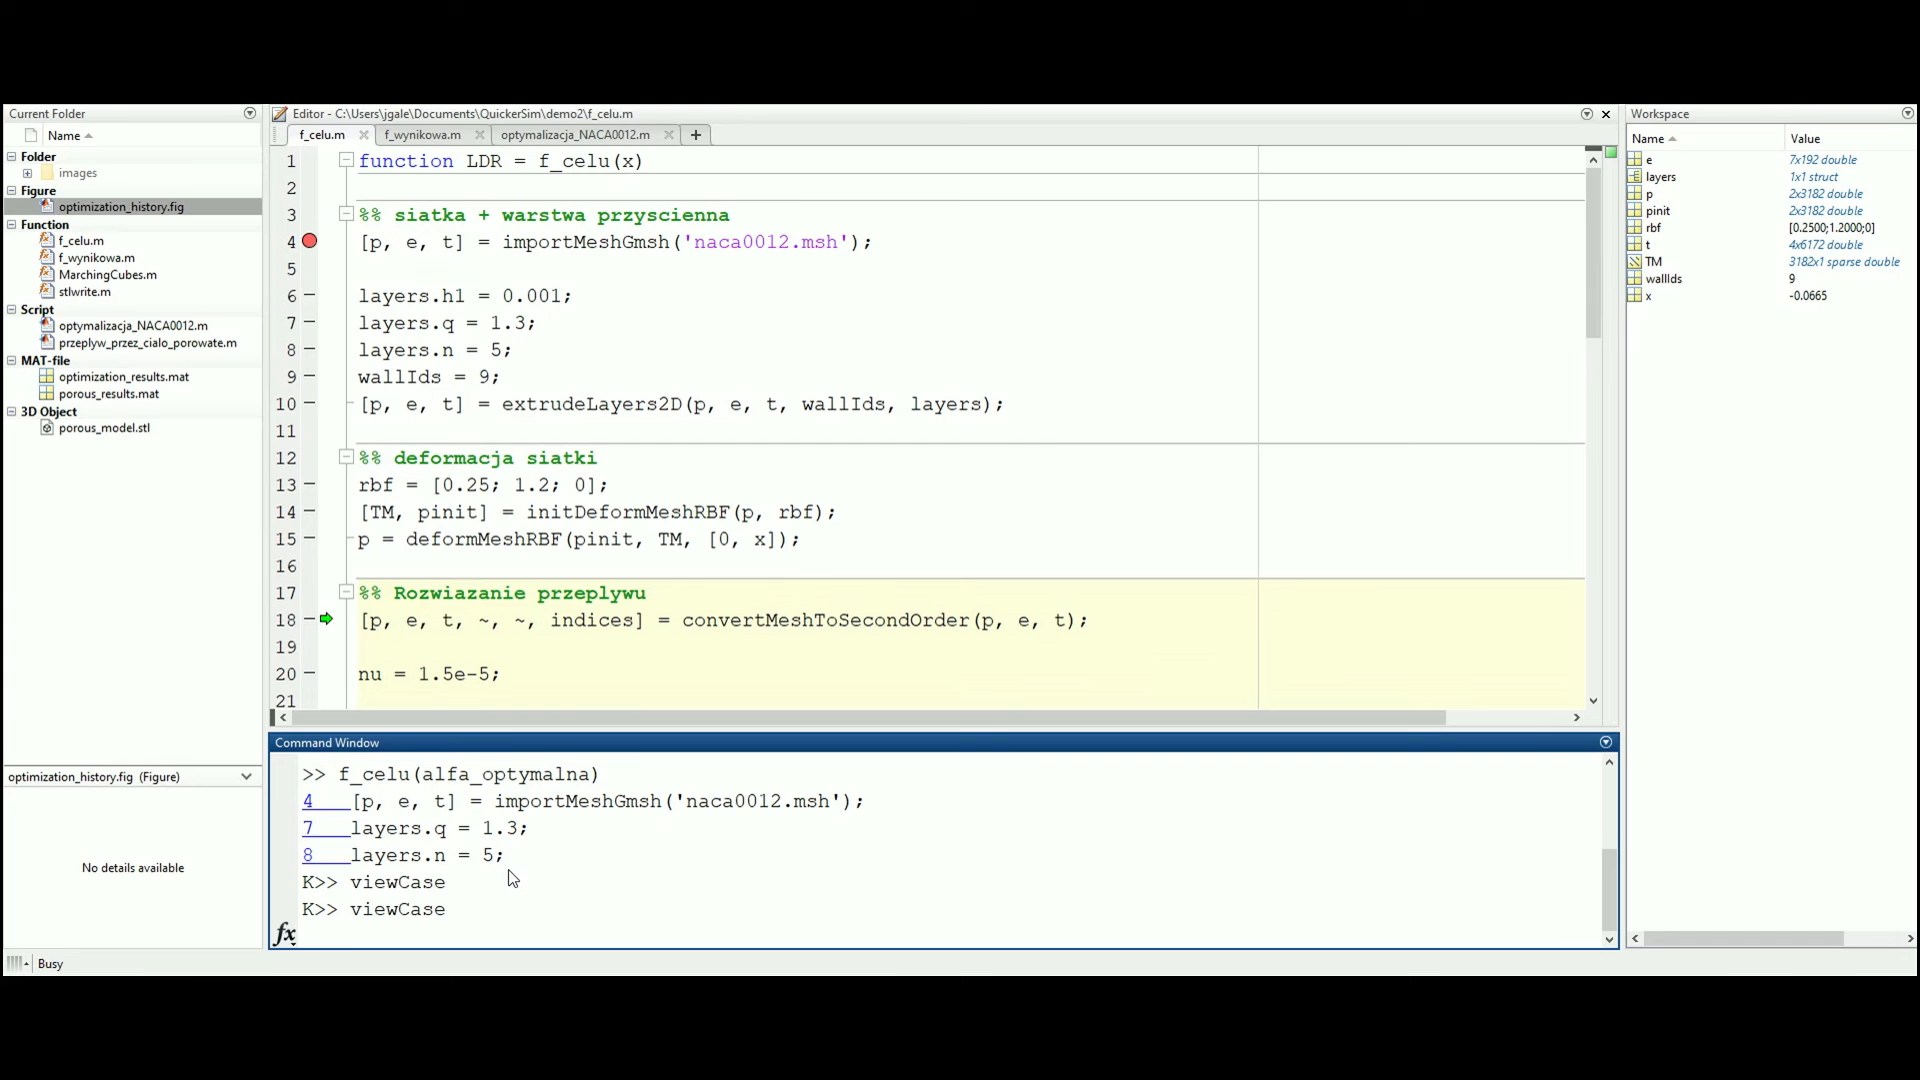 Current Folder
Name
Folder
images
Figure
optimization_history.fig
Function
f_celu.m
f_wynikowa.m
MarchingCubes.m
stlwrite.m
Script
optymalizacja_NACA0012.m
przeplyw_przez_cialo_porowate.m
MAT-file
optimization_results.mat
porous_results.mat
3D Object
porous_model.stl
optimization_history.fig (Figure)
No details available
Editor - C:\Users\jgale\Documents\QuickerSim\demo2\f_celu.m
f_celu.m f_wynikowa.m optymalizacja_NACA0012.m
1 function LDR = f_celu(x)
2
3 %% siatka + warstwa przyscienna
4 [p, e, t] = importMeshGmsh('naca0012.msh');
5
6 layers.h1 = 0.001;
7 layers.q = 1.3;
8 layers.n = 5;
9 wallIds = 9;
10 [p, e, t] = extrudeLayers2D(p, e, t, wallIds, layers);
11
12 %% deformacja siatki
13 rbf = [0.25; 1.2; 0];
14 [TM, pinit] = initDeformMeshRBF(p, rbf);
15 p = deformMeshRBF(pinit, TM, [0, x]);
16
17 %% Rozwiazanie przeplywu
18 [p, e, t, ~, ~, indices] = convertMeshToSecondOrder(p, e, t);
19
20 nu = 1.5e-5;
21
Command Window
>> f_celu(alfa_optymalna)
4 [p, e, t] = importMeshGmsh('naca0012.msh');
7 layers.q = 1.3;
8 layers.n = 5;
K>> viewCase
K>> viewCase
fx
Workspace
Name Value
e 7x192 double
layers 1x1 struct
p 2x3182 double
pinit 2x3182 double
rbf [0.2500;1.2000;0]
t 4x6172 double
TM 3182x1 sparse double
wallIds 9
x -0.0665
Busy